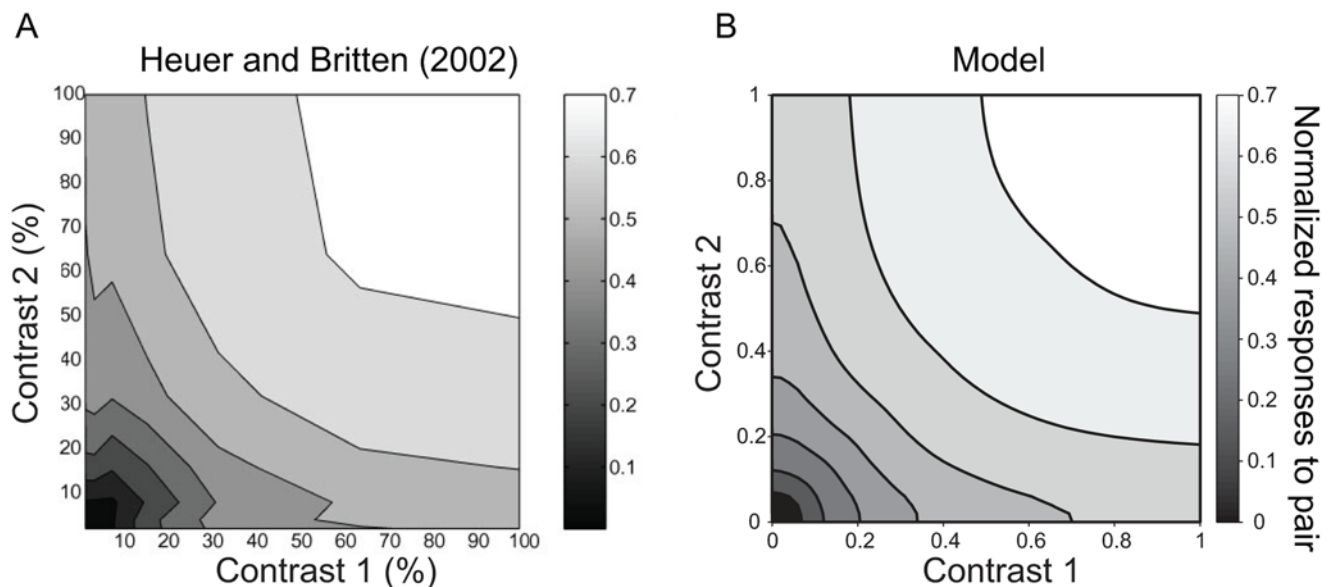 A
Heuer and Britten (2002)
100
90
80
70
60
50
40
30
20
10
Contrast 2 (%)
10 20 30 40 50 60 70 80 90 100
Contrast 1 (%)
0.7
0.6
0.5
0.4
0.3
0.2
0.1
B
Model
1
0.8
0.6
0.4
0.2
0
Contrast 2
0 0.2 0.4 0.6 0.8 1
Contrast 1
0.7
0.6
0.5
0.4
0.3
0.2
0.1
0
Normalized responses to pair